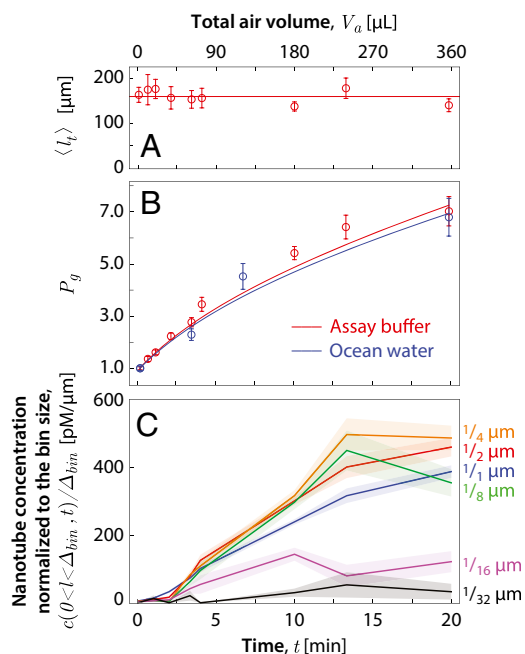 Total air volume, V_a [μL]
0 90 180 270 360
⟨l_t⟩ [μm]
200
100
0
A
B
P_g
7.0
5.0
3.0
1.0
Assay buffer
Ocean water
C
Nanotube concentration
normalized to the bin size,
c(0<l<Δ_bin, t)/Δ_bin [pM/μm]
600
400
200
0
1/4 μm
1/2 μm
1/1 μm
1/8 μm
1/16 μm
1/32 μm
0 5 10 15 20
Time, t [min]